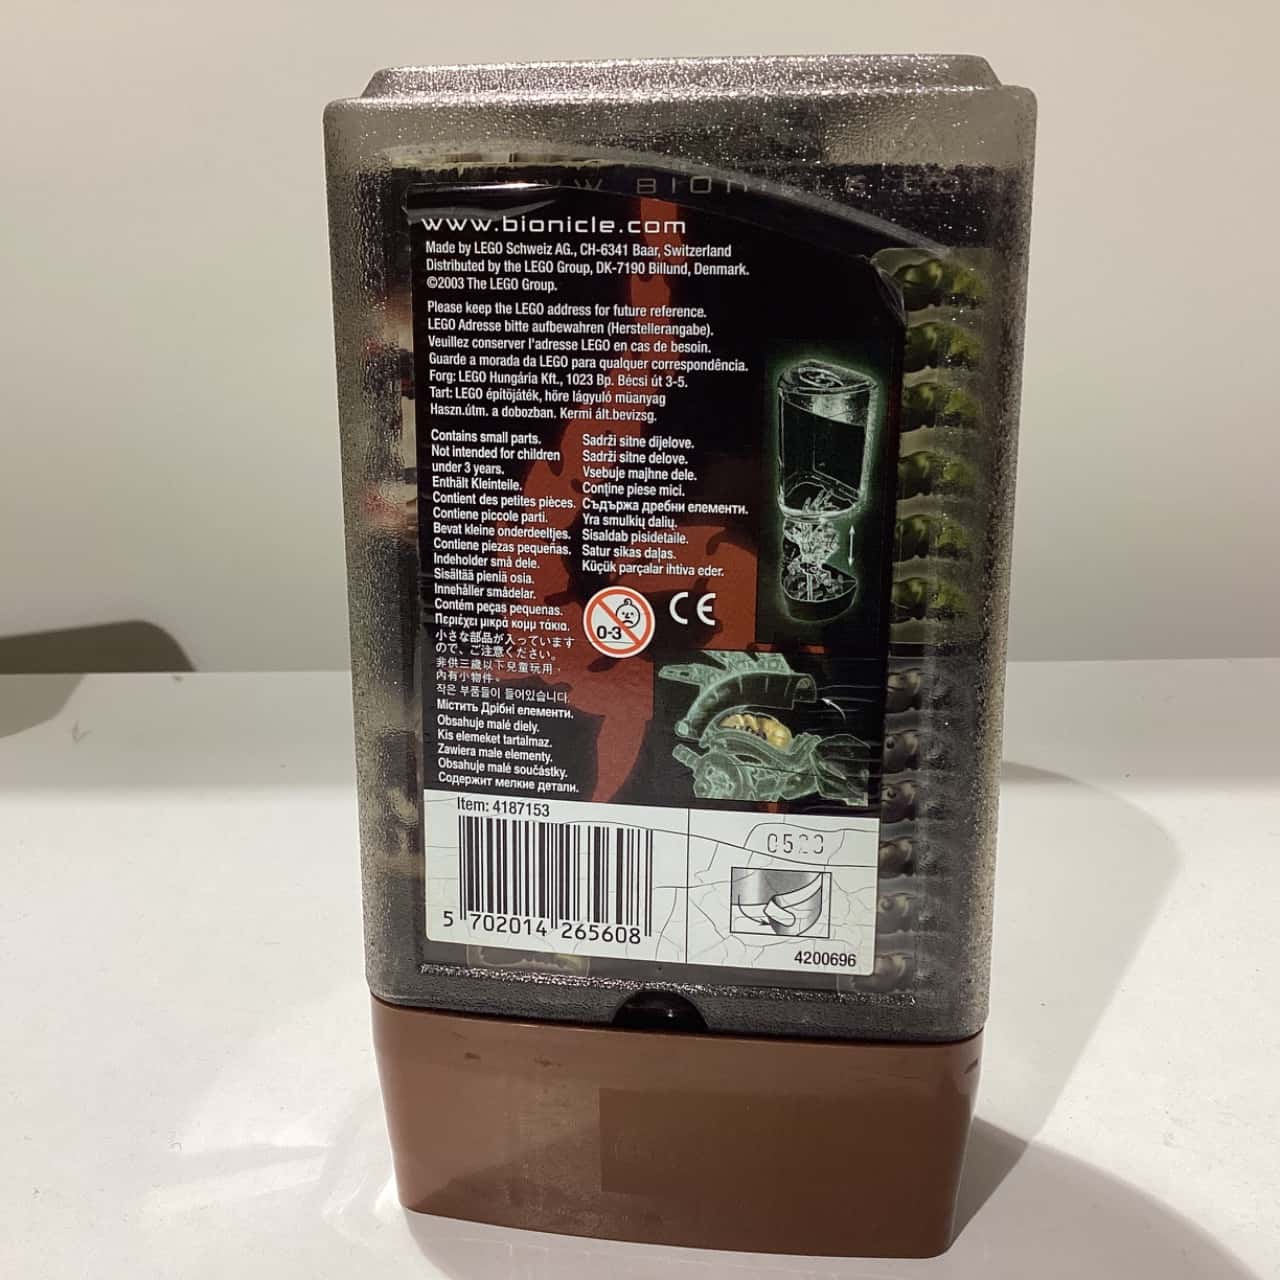 www.bionicle.com
Made by LEGO Schweiz AG., CH-6341 Baar, Switzerland
Distributed by the LEGO Group, DK-7190 Billund, Denmark.
©2003 The LEGO Group.
Please keep the LEGO address for future reference.
LEGO Adresse bitte aufbewahren (Herstellerangabe).
Veuillez conserver l'adresse LEGO en cas de besoin.
Guarde a morada da LEGO para qualquer correspondência.
Forg: LEGO Hungária Kft., 1023 Bp. Bécsi út 3-5.
Tart: LEGO építőjáték, höre lágyuló müanyag
Haszn.útm. a dobozban. Kermi ált.bevizsg.
Contains small parts.
Not intended for children
under 3 years.
Enthält Kleinteile.
Contient des petites pièces.
Contiene piccole parti.
Bevat kleine onderdeeltjes.
Contiene piezas pequeñas.
Indeholder små dele.
Sisältää pieniä osia.
Innehåller smådelar.
Contém peças pequenas.
Περιέχει μικρά κομμ τάκια.
小さな部品が入っています
ので、ご注意ください。
非供三歲以下兒童玩用。
內有小物件。
작은 부품들이 들어있습니다.
Містить Дрібні елементи.
Obsahuje malé diely.
Kis elemeket tartalmaz.
Zawiera małe elementy.
Obsahuje malé součástky.
Содержит мелкие детали.
Sadrži sitne dijelove.
Sadrži sitne delove.
Vsebuje majhne dele.
Conţine piese mici.
Съдържа дребни елементи.
Yra smulkių dalių.
Sisaldab pisidetaile.
Satur sīkas daļas.
Küçük parçalar ihtiva eder.
0-3
CE
Item: 4187153
5 702014 265608
4200696